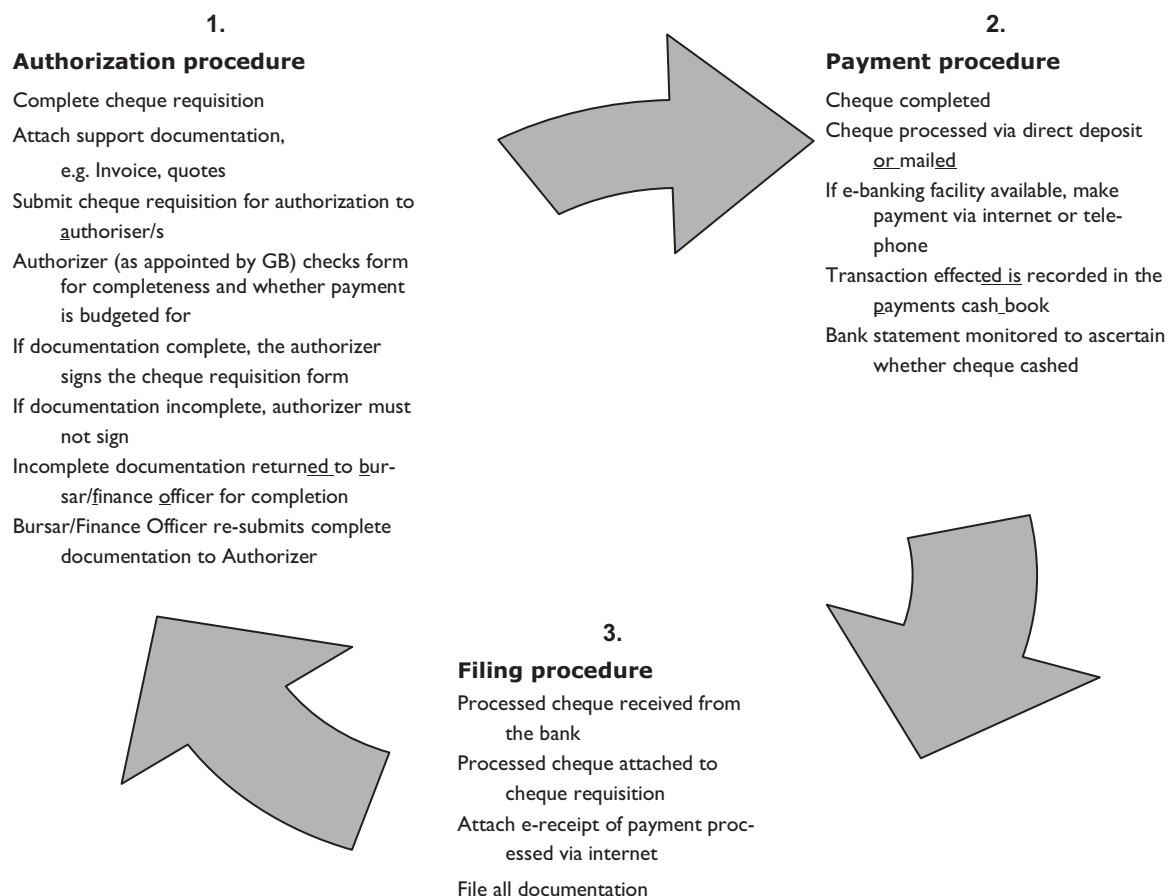 1.
Authorization procedure
Complete cheque requisition
Attach support documentation,
e.g. Invoice, quotes
Submit cheque requisition for authorization to
authoriser/s
Authorizer (as appointed by GB) checks form
for completeness and whether payment
is budgeted for
If documentation complete, the authorizer
signs the cheque requisition form
If documentation incomplete, authorizer must
not sign
Incomplete documentation returned to bur-
sar/finance officer for completion
Bursar/Finance Officer re-submits complete
documentation to Authorizer
2.
Payment procedure
Cheque completed
Cheque processed via direct deposit
or mailed
If e-banking facility available, make
payment via internet or tele-
phone
Transaction effected is recorded in the
payments cash book
Bank statement monitored to ascertain
whether cheque cashed
3.
Filing procedure
Processed cheque received from
the bank
Processed cheque attached to
cheque requisition
Attach e-receipt of payment proc-
essed via internet
File all documentation